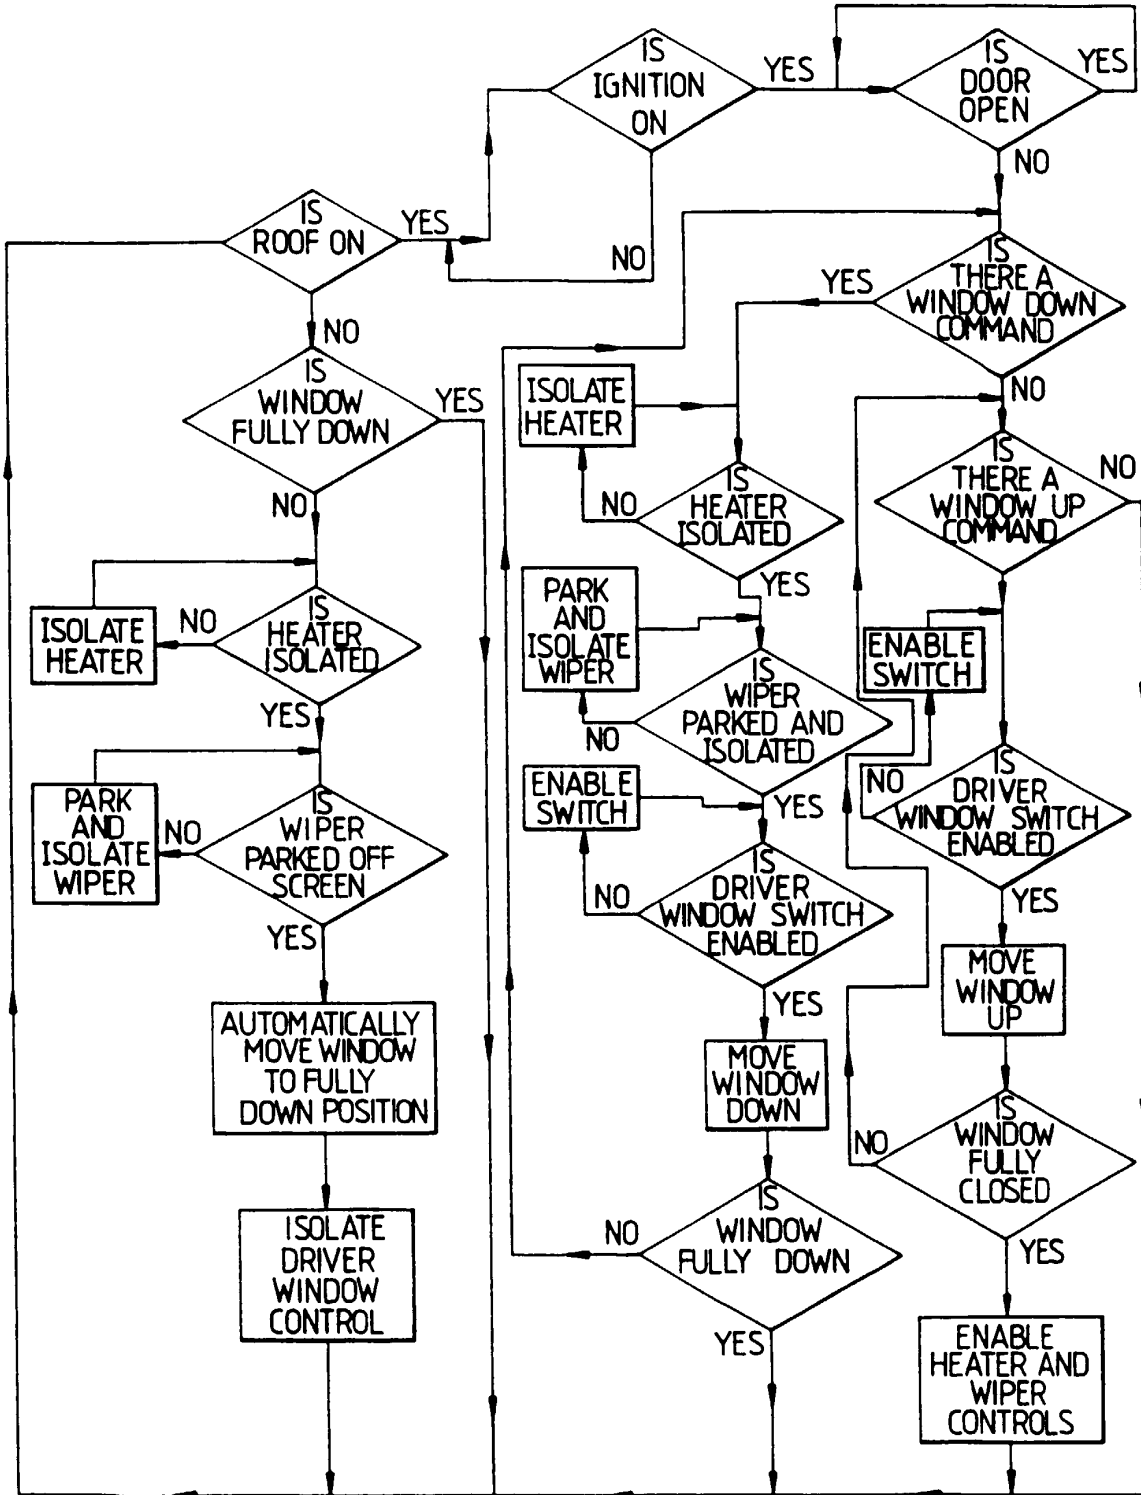 IS
IGNITION
ON
YES
NO
IS
DOOR
OPEN
YES
NO
IS
ROOF ON
YES
NO
IS
WINDOW
FULLY DOWN
YES
NO
IS
HEATER
ISOLATED
NO
YES
ISOLATE
HEATER
IS
WIPER
PARKED OFF
SCREEN
NO
YES
PARK
AND
ISOLATE
WIPER
AUTOMATICALLY
MOVE WINDOW
TO FULLY
DOWN POSITION
ISOLATE
DRIVER
WINDOW
CONTROL
IS
THERE A
WINDOW DOWN
COMMAND
YES
NO
ISOLATE
HEATER
IS
HEATER
ISOLATED
NO
YES
PARK
AND
ISOLATE
WIPER
IS
WIPER
PARKED AND
ISOLATED
NO
YES
ENABLE
SWITCH
IS
DRIVER
WINDOW SWITCH
ENABLED
NO
YES
MOVE
WINDOW
DOWN
IS
WINDOW
FULLY DOWN
NO
YES
IS
THERE A
WINDOW UP
COMMAND
NO
ENABLE
SWITCH
IS
DRIVER
WINDOW SWITCH
ENABLED
NO
YES
MOVE
WINDOW
UP
IS
WINDOW
FULLY
CLOSED
NO
YES
ENABLE
HEATER AND
WIPER
CONTROLS